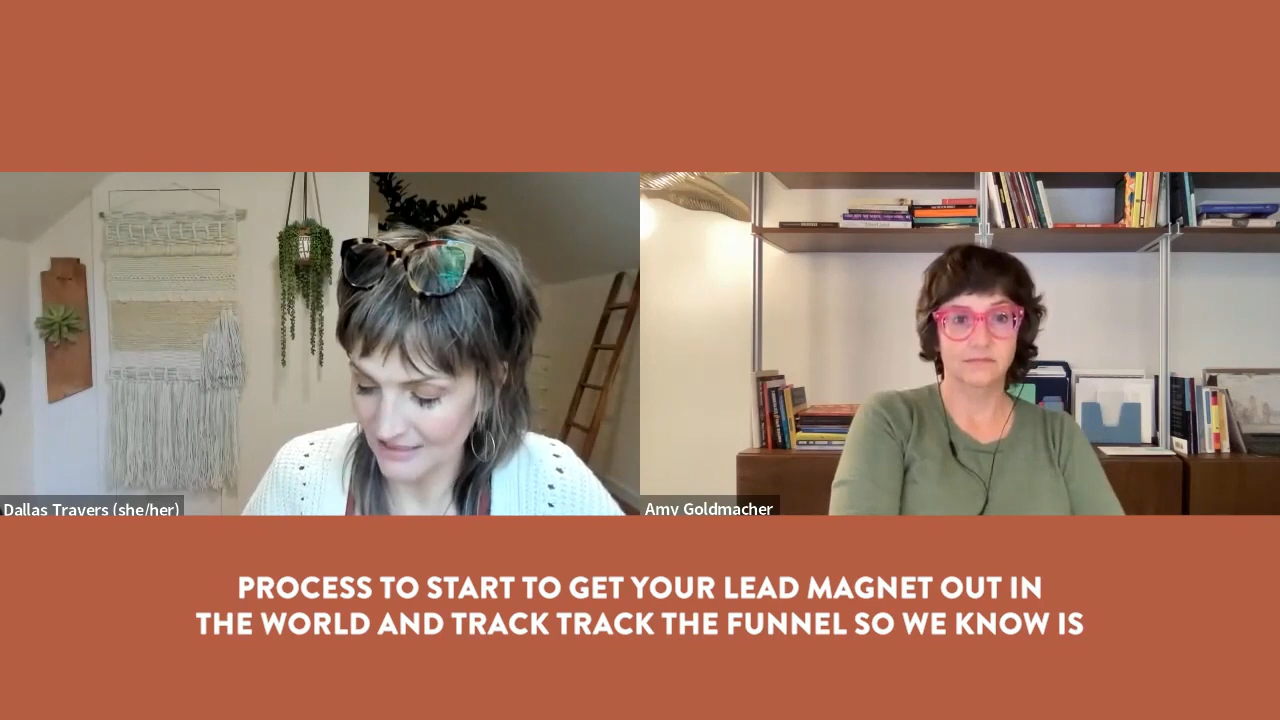 Dallas Travers (she/her)
Amy Goldmacher
PROCESS TO START TO GET YOUR LEAD MAGNET OUT IN
THE WORLD AND TRACK TRACK THE FUNNEL SO WE KNOW IS